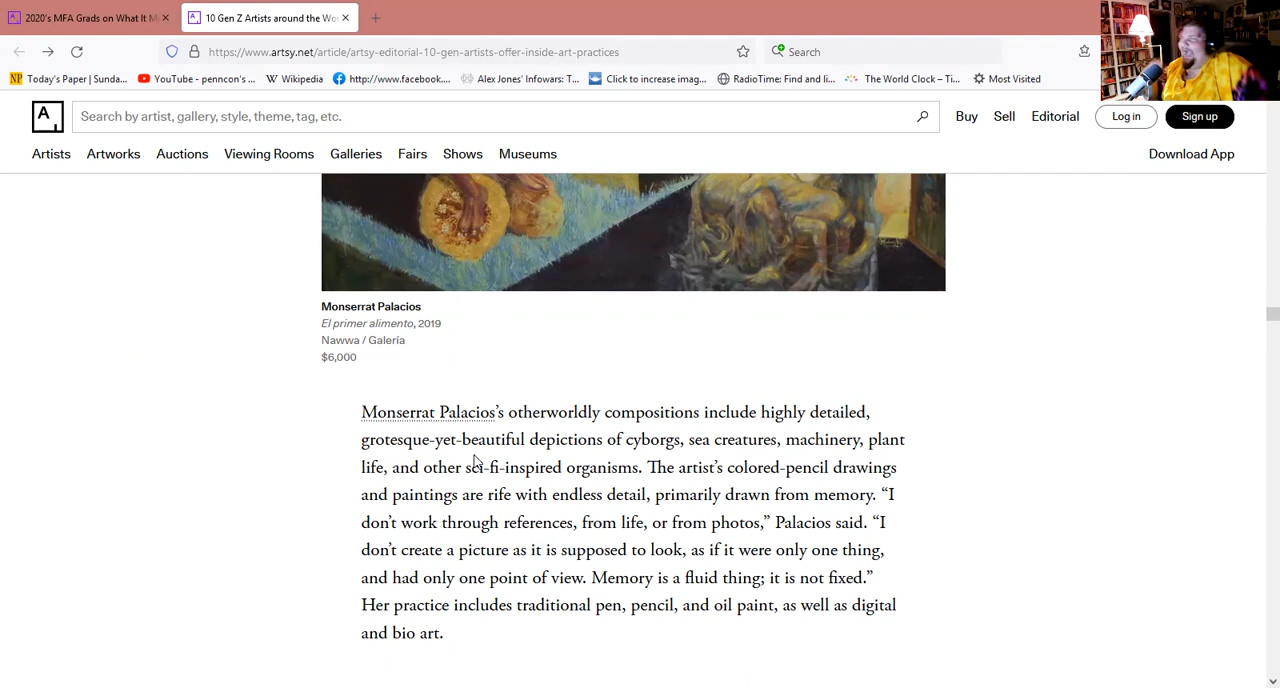 2020's MFA Grads on What It M
10 Gen Z Artists around the Wo
https://www.artsy.net/article/artsy-editorial-10-gen-artists-offer-inside-art-practices
Search
Today's Paper | Sunda...
YouTube - penncon's ...
Wikipedia
http://www.facebook....
Alex Jones' Infowars: T...
Click to increase imag...
RadioTime: Find and li...
The World Clock – Ti...
Most Visited
A
Search by artist, gallery, style, theme, tag, etc.
Buy Sell Editorial Log in Sign up
Artists Artworks Auctions Viewing Rooms Galleries Fairs Shows Museums Download App
Monserrat Palacios
El primer alimento, 2019
Nawwa / Galería
$6,000
Monserrat Palacios's otherworldly compositions include highly detailed,
grotesque-yet-beautiful depictions of cyborgs, sea creatures, machinery, plant
life, and other sci-fi-inspired organisms. The artist's colored-pencil drawings
and paintings are rife with endless detail, primarily drawn from memory. “I
don't work through references, from life, or from photos,” Palacios said. “I
don't create a picture as it is supposed to look, as if it were only one thing,
and had only one point of view. Memory is a fluid thing; it is not fixed.”
Her practice includes traditional pen, pencil, and oil paint, as well as digital
and bio art.